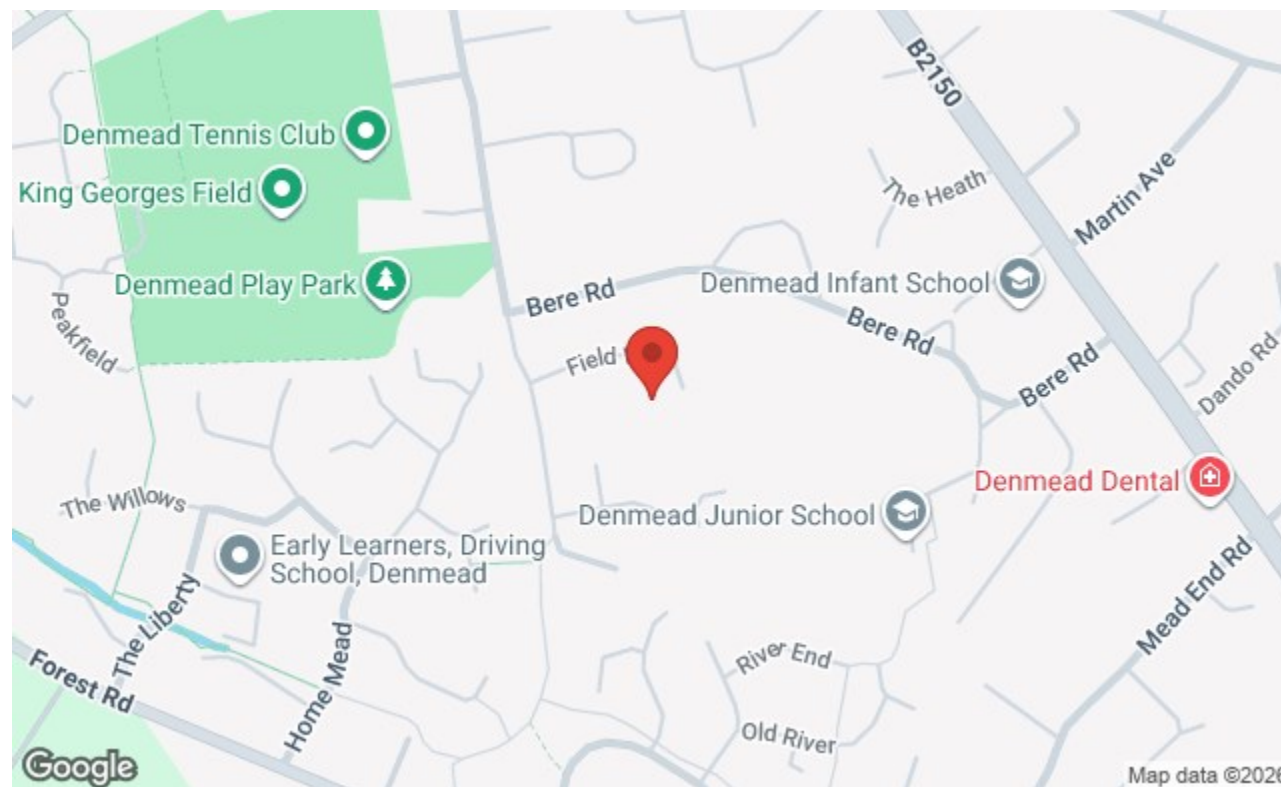 B2150
Denmead Tennis Club
King Georges Field
The Heath
Martin Ave
Denmead Play Park
Denmead Infant School
Bere Rd
Peakfield
Bere Rd
Field
Bere Rd
Dando Rd
Denmead Dental
The Willows
Denmead Junior School
Early Learners, Driving
School, Denmead
Mead End Rd
The Liberty
River End
Forest Rd
Home Mead
Old River
Google
Map data ©2026